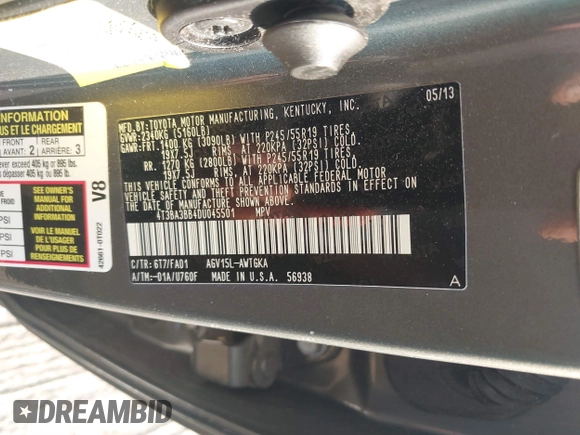 INFORMATION
US ET LE CHARGEMENT
FRONT
AVANT: 2
REAR
ARRIÈRE: 3
never exceed 405 kg or 895 lbs.
dépasser 405 kg ou 895 lb.
SEE OWNER'S
MANUAL FOR
ADDITIONAL
INFORMATION
VOIR LE MANUEL
DE L'USAGER
POUR PLUS DE
RENSEIGNEMENTS
PSI
PSI
V8
42661-0T022
MFD.BY:TOYOTA MOTOR MANUFACTURING, KENTUCKY, INC.
05/13
GVWR:2340KG (5160LB)
GAWR:FRT.1400 KG (3090LB) WITH P245/55R19 TIRES
19X7.5J RIMS, AT 220KPA (32PSI) COLD.
RR. 1270 KG (2800LB) WITH P245/55R19 TIRES
19X7.5J RIMS, AT 220KPA (32PSI) COLD.
THIS VEHICLE CONFORMS TO ALL APPLICABLE FEDERAL MOTOR
VEHICLE SAFETY AND THEFT PREVENTION STANDARDS IN
EFFECT ON THE DATE OF MANUFACTURE SHOWN ABOVE.
4T3BA3BB4DU045501 MPV
C/TR: 6T7/FA01 AGV15L-AWTGKA
A/TM:-01A/U760F MADE IN U.S.A. 56938
A
DREAMBID